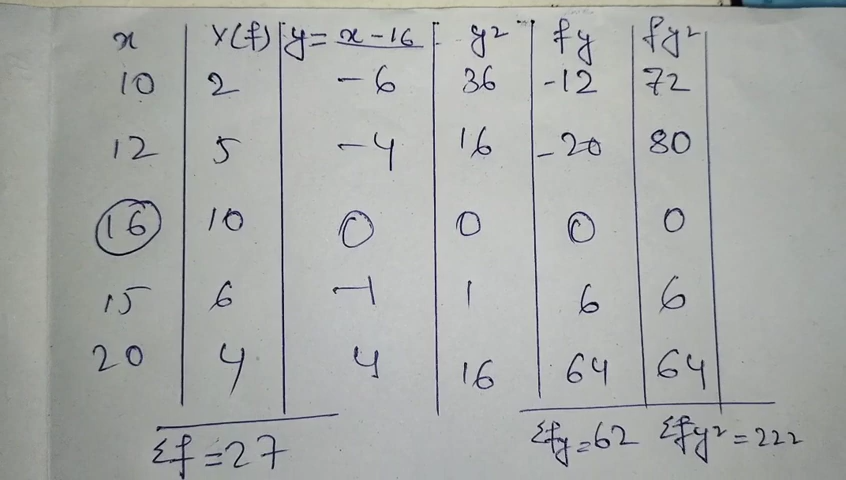 x Y(f) y = x - 16 y² fy fy²
10 2 -6 36 -12 72
12 5 -4 16 -20 80
16 10 0 0 0 0
15 6 -1 1 6 6
20 4 4 16 64 64
Σf = 27 Σfy = 62 Σfy² = 222